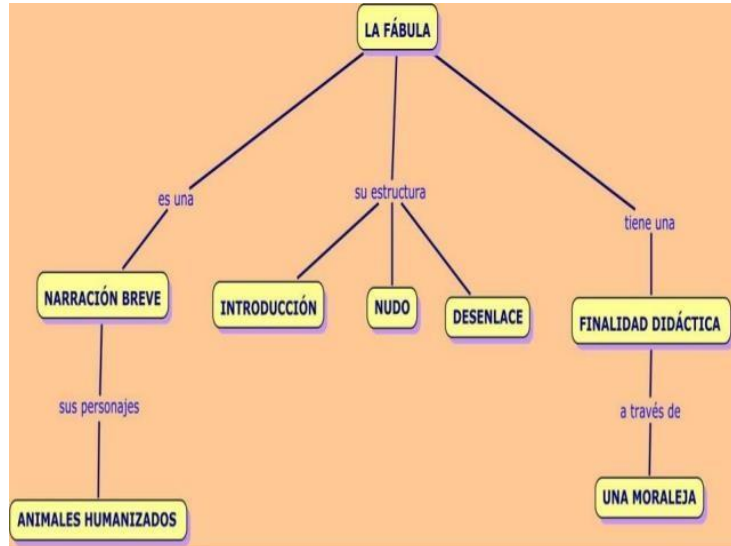 LA FÁBULA
es una
su estructura
tiene una
NARRACIÓN BREVE
INTRODUCCIÓN
NUDO
DESENLACE
FINALIDAD DIDÁCTICA
sus personajes
a través de
ANIMALES HUMANIZADOS
UNA MORALEJA